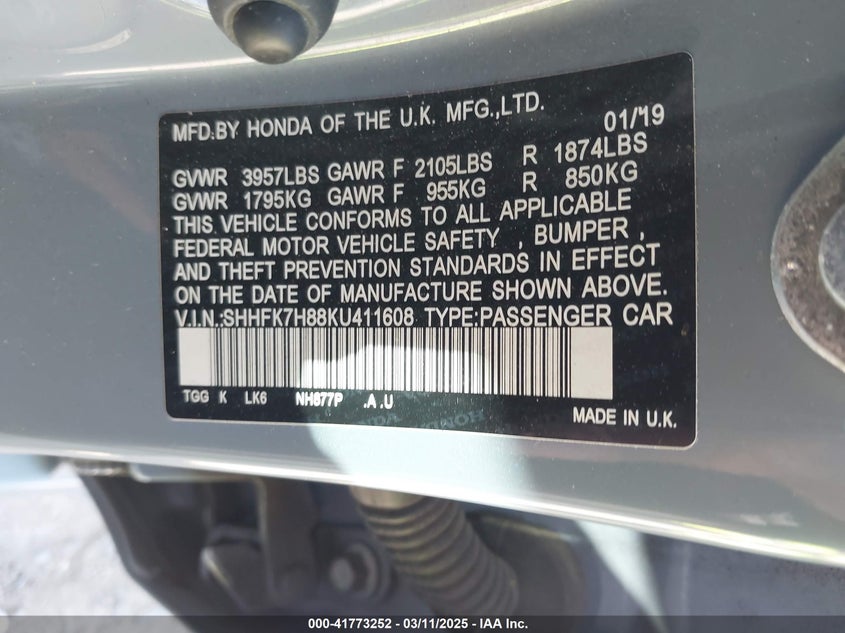 MFD.BY HONDA OF THE U.K. MFG.,LTD. 01/'19
GVWR 3957LBS GAWR F 2105LBS R 1874LBS
GVWR 1795KG GAWR F 955KG R 850KG
THIS VEHICLE CONFORMS TO ALL APPLICABLE
FEDERAL MOTOR VEHICLE SAFETY , BUMPER ,
AND THEFT PREVENTION STANDARDS IN EFFECT
ON THE DATE OF MANUFACTURE SHOWN ABOVE.
V.I.N.:SHHFK7H88KU411608 TYPE:PASSENGER CAR
TGG K LK6 NH877P .A .U
MADE IN U.K.
000-41773252 / 03/11/2025 - IAA Inc.